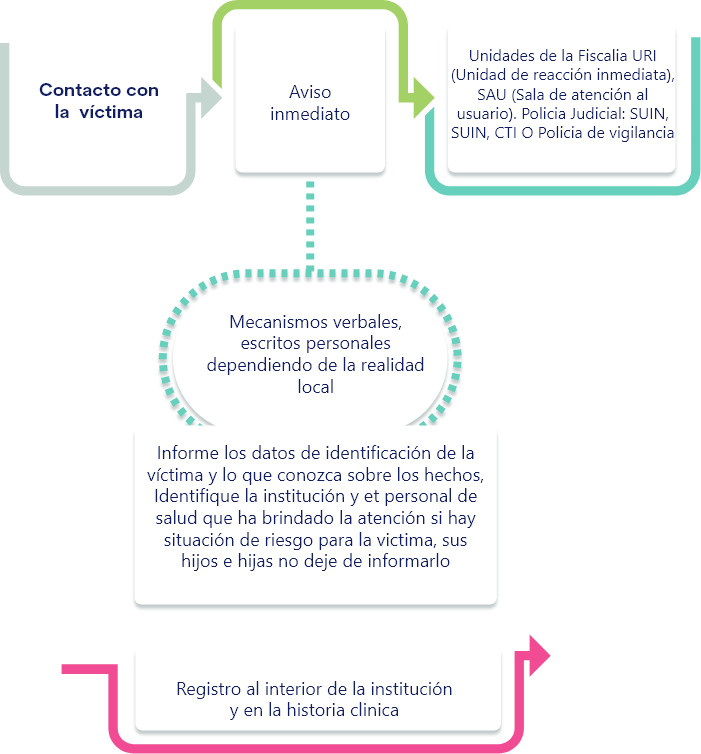 Contacto con
la víctima
Aviso
inmediato
Unidades de la Fiscalia URI
(Unidad de reacción inmediata),
SAU (Sala de atención al
usuario). Policia Judicial: SUIN,
SUIN, CTI O Policia de vigilancia
Mecanismos verbales,
escritos personales
dependiendo de la realidad
local
Informe los datos de identificación de la
víctima y lo que conozca sobre los hechos,
Identifique la institución y et personal de
salud que ha brindado la atención si hay
situación de riesgo para la victima, sus
hijos e hijas no deje de informarlo
Registro al interior de la institución
y en la historia clinica